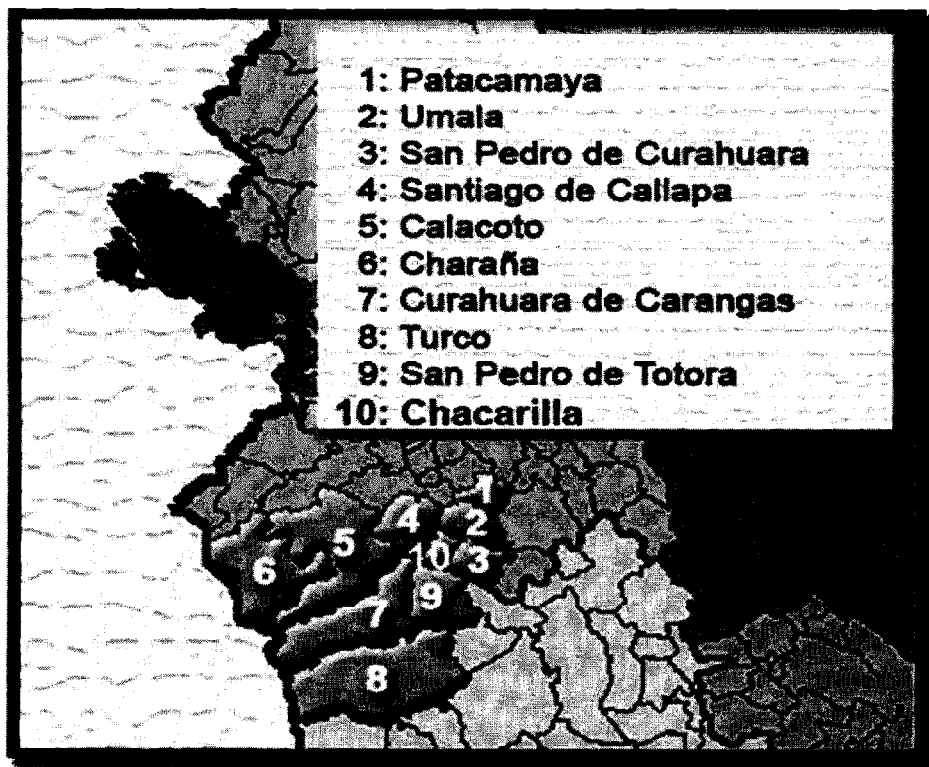 1: Patacamaya
2: Umala
3: San Pedro de Curahuara
4: Santiago de Callapa
5: Calacoto
6: Charaña
7: Curahuara de Carangas
8: Turco
9: San Pedro de Totora
10: Chacarilla
1
4 2
5 10 3
6
7 9
8